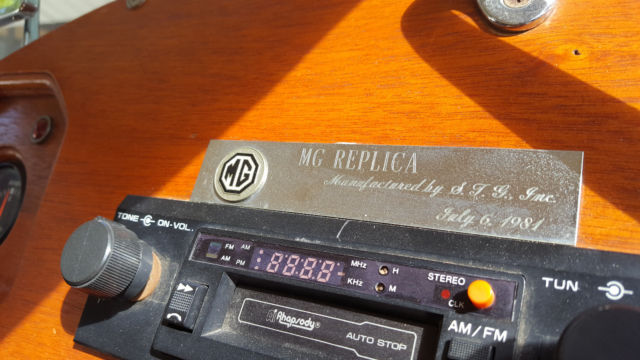 MG REPLICA
MG
Manufactured by S. T. G., Inc.
July 6, 1981
TONE ON-VOL.
FM AM
AM PM
MHz
KHz
H
M
STEREO
CLK
TUN
Rhapsody®
AUTO STOP
AM/FM